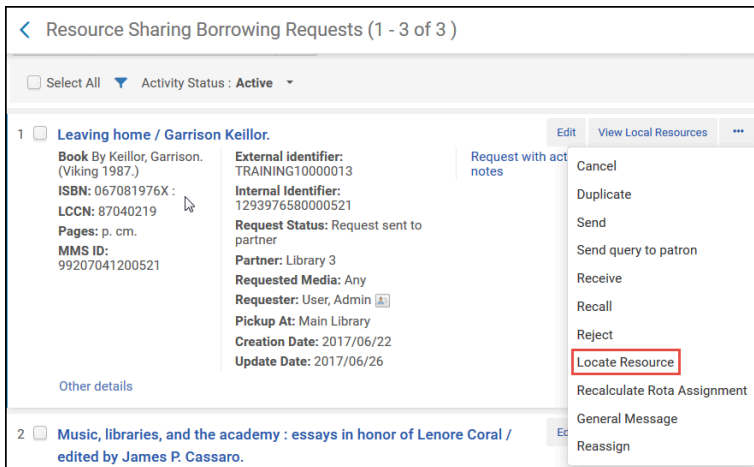 Resource Sharing Borrowing Requests (1 - 3 of 3 )
Select All Activity Status : Active
1 Leaving home / Garrison Keillor.
Edit View Local Resources ...
Book By Keillor, Garrison.
(Viking 1987.)
ISBN: 067081976X :
LCCN: 87040219
Pages: p. cm.
MMS ID:
99207041200521
External identifier:
TRAINING10000013
Internal Identifier:
1293976580000521
Request Status: Request sent to
partner
Partner: Library 3
Requested Media: Any
Requester: User, Admin
Pickup At: Main Library
Creation Date: 2017/06/22
Update Date: 2017/06/26
Request with act
notes
Other details
Cancel
Duplicate
Send
Send query to patron
Receive
Recall
Reject
Locate Resource
Recalculate Rota Assignment
General Message
Reassign
2 Music, libraries, and the academy : essays in honor of Lenore Coral /
edited by James P. Cassaro.
Ed